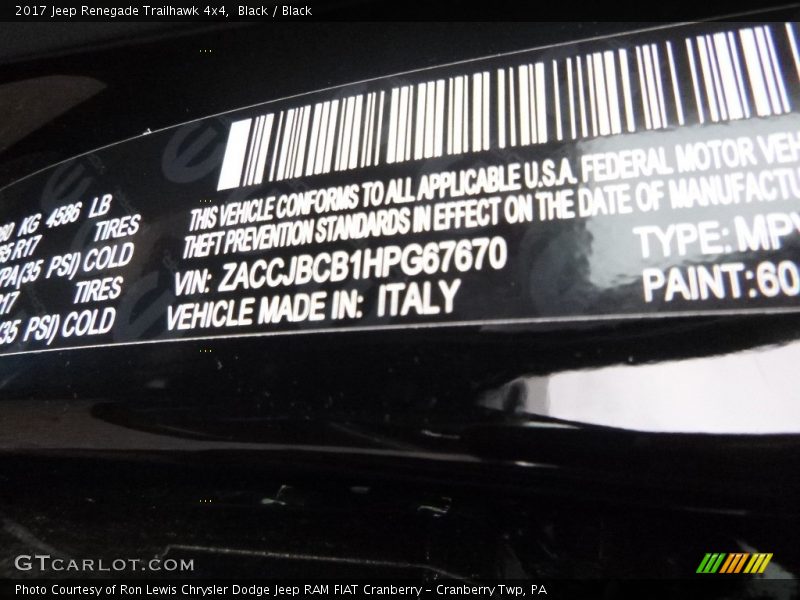 2017 Jeep Renegade Trailhawk 4x4, Black / Black
KG 4586 LB
R17 TIRES
(35 PSI) COLD
TIRES
(35 PSI) COLD
THIS VEHICLE CONFORMS TO ALL APPLICABLE U.S.A. FEDERAL MOTOR VEH
THEFT PREVENTION STANDARDS IN EFFECT ON THE DATE OF MANUFACTU
VIN: ZACCJBCB1HPG67670
TYPE: MPV
VEHICLE MADE IN: ITALY
PAINT: 60
GTCARLOT.COM
Photo Courtesy of Ron Lewis Chrysler Dodge Jeep RAM FIAT Cranberry – Cranberry Twp, PA